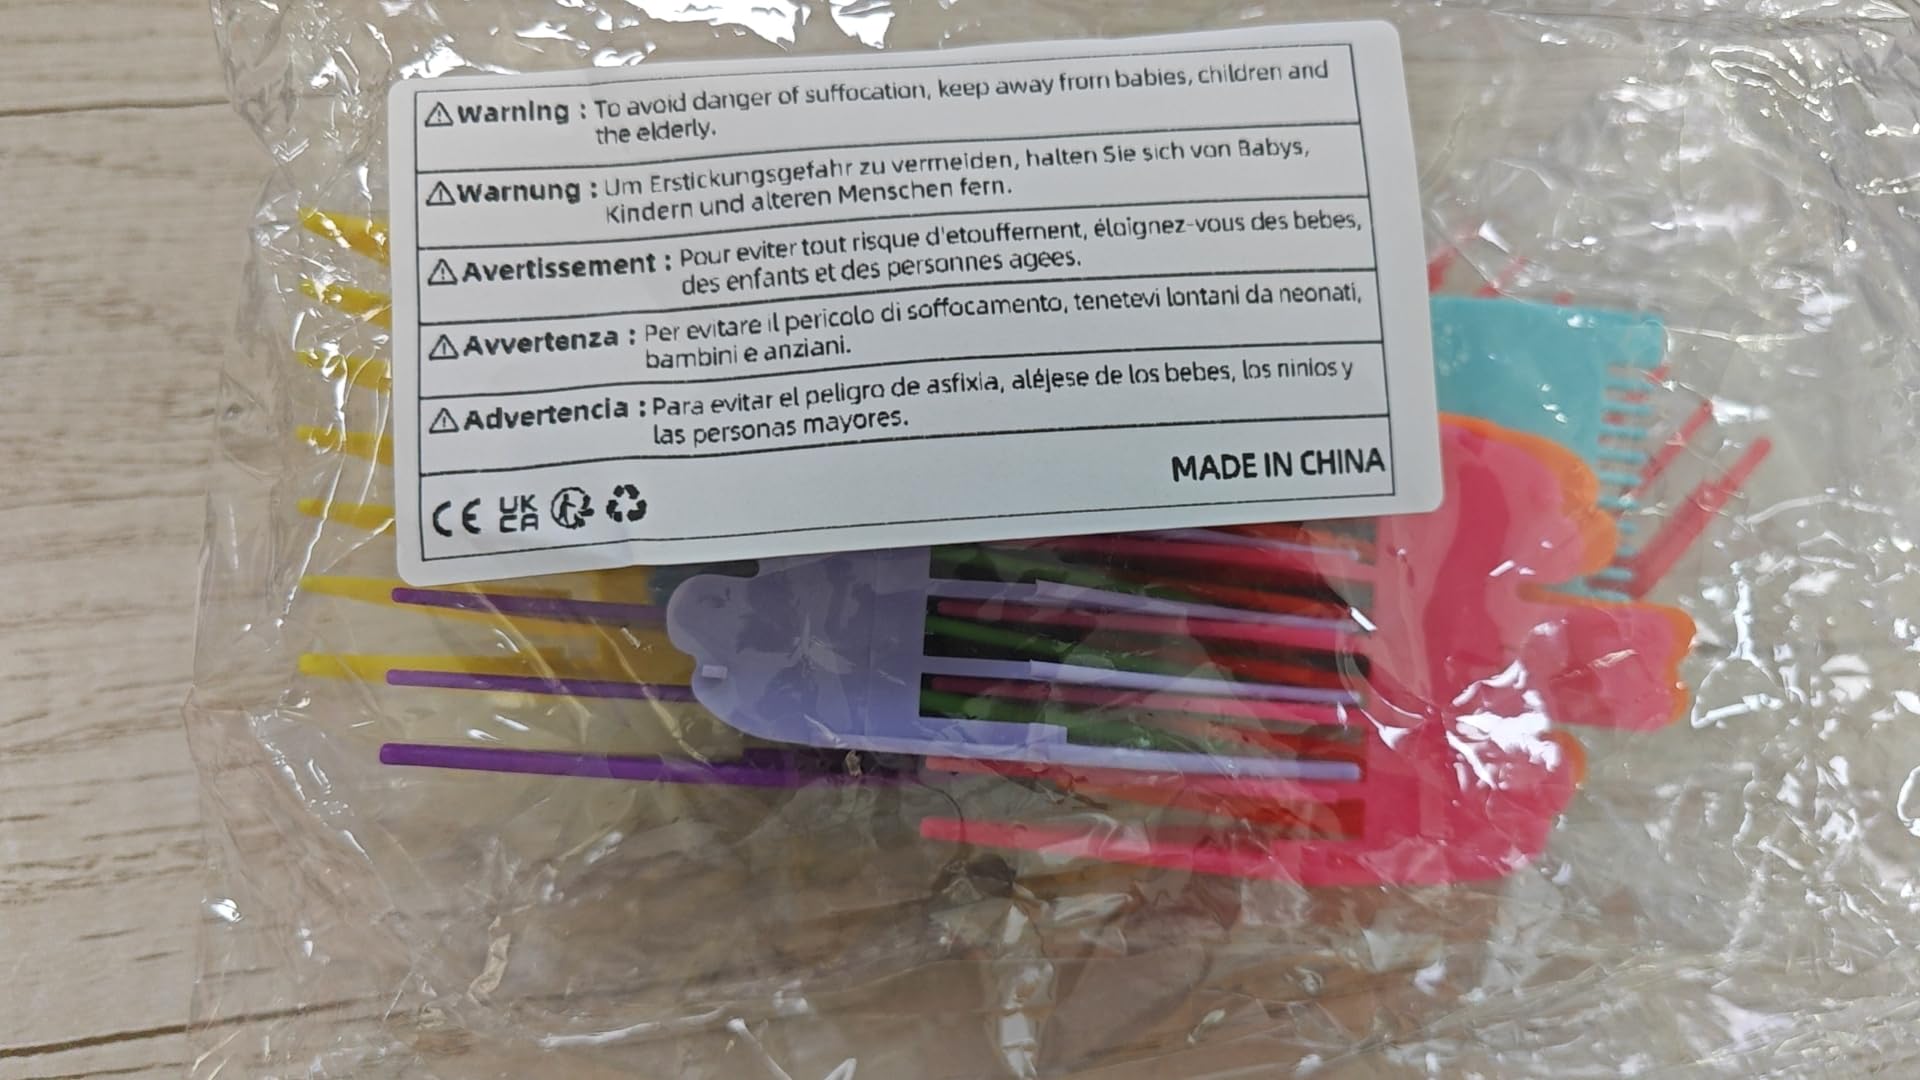 ⚠Warning : To avoid danger of suffocation, keep away from babies, children and
the elderly.
⚠Warnung : Um Erstickungsgefahr zu vermeiden, halten Sie sich von Babys,
Kindern und alteren Menschen fern.
⚠Avertissement : Pour eviter tout risque d'etouffement, éloignez-vous des bebes,
des enfants et des personnes agees.
⚠Avvertenza : Per evitare il pericolo di soffocamento, tenetevi lontani da neonati,
bambini e anziani.
⚠Advertencia : Para evitar el peligro de asfixia, aléjese de los bebes, los ninios y
las personas mayores.
MADE IN CHINA
CE UK CA